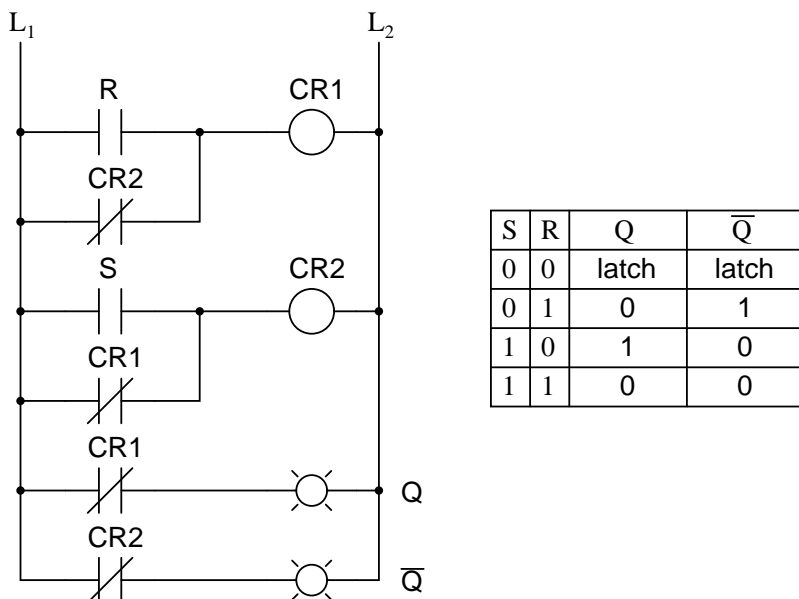 L₁ L₂
R CR1
CR2
S CR2
CR1
CR1
Q
CR2
Q̅
S R Q Q̅
0 0 latch latch
0 1 0 1
1 0 1 0
1 1 0 0